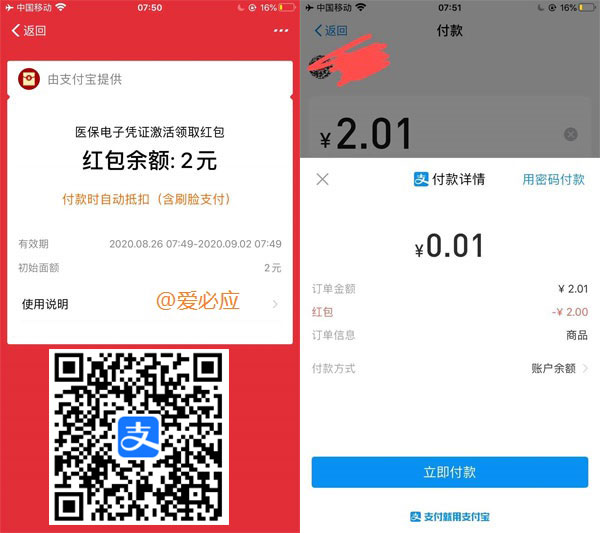 中国移动 07:50 16%
返回
由支付宝提供
医保电子凭证激活领取红包
红包余额: 2元
付款时自动抵扣（含刷脸支付）
有效期 2020.08.26 07:49-2020.09.02 07:49
初始面额 2元
使用说明
@爱必应
支
中国移动 07:51 16%
返回 付款
¥2.01
支 付款详情 用密码付款
¥0.01
订单金额 ¥ 2.01
红包 -¥ 2.00
订单信息 商品
付款方式 账户余额
立即付款
支 支付就用支付宝